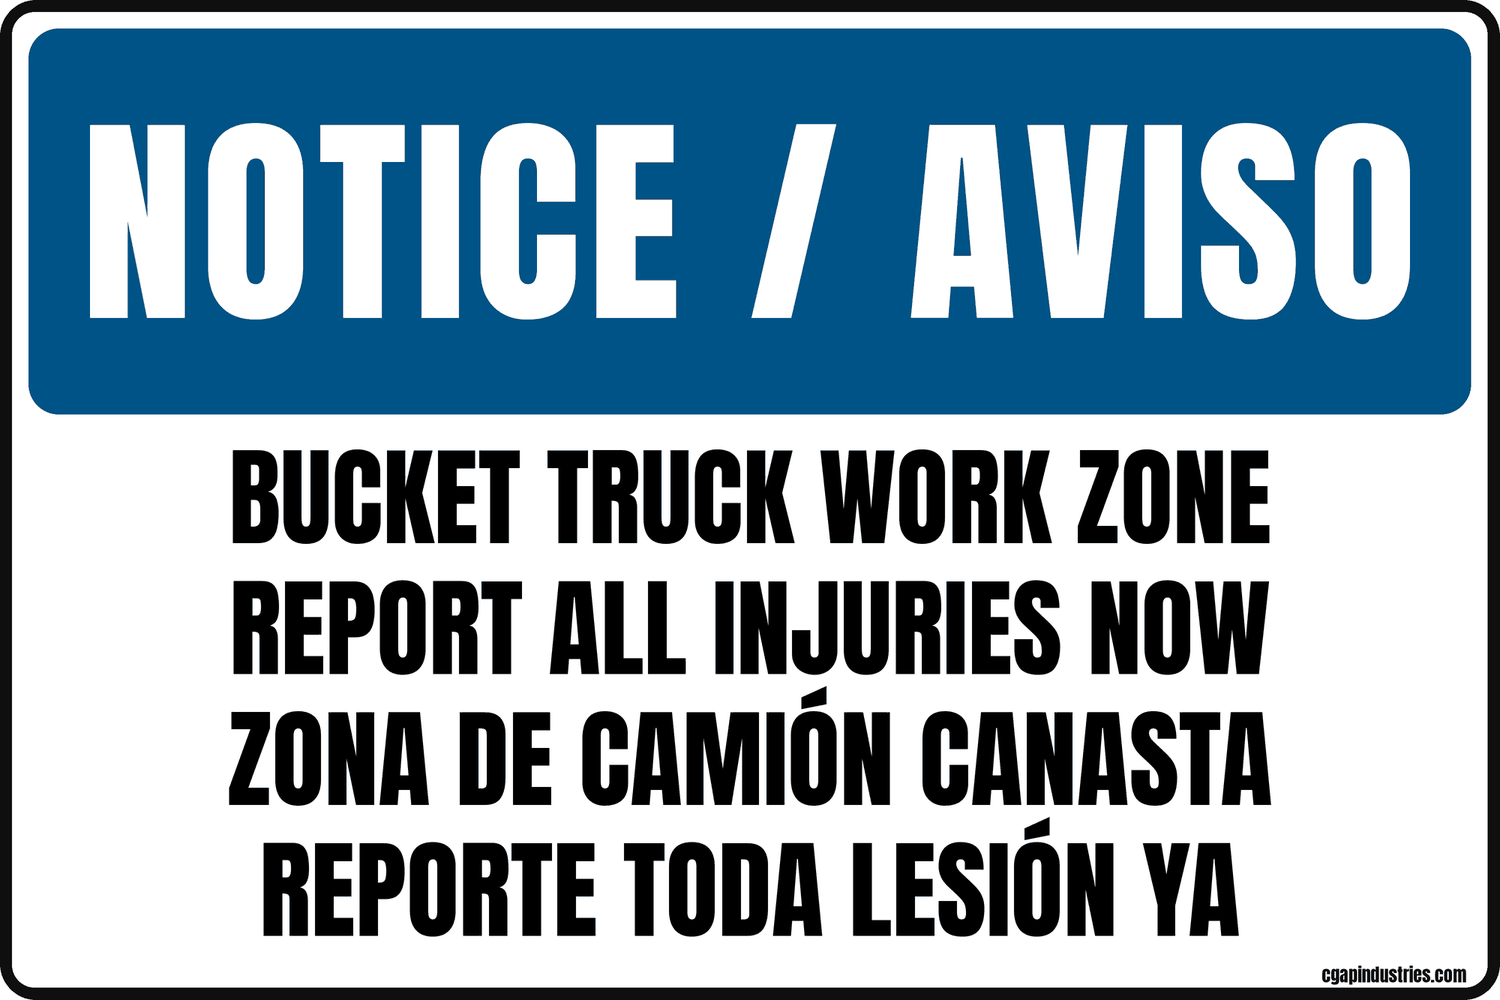 NOTICE / AVISO
BUCKET TRUCK WORK ZONE
REPORT ALL INJURIES NOW
ZONA DE CAMIÓN CANASTA
REPORTE TODA LESIÓN YA
cgapindustries.com